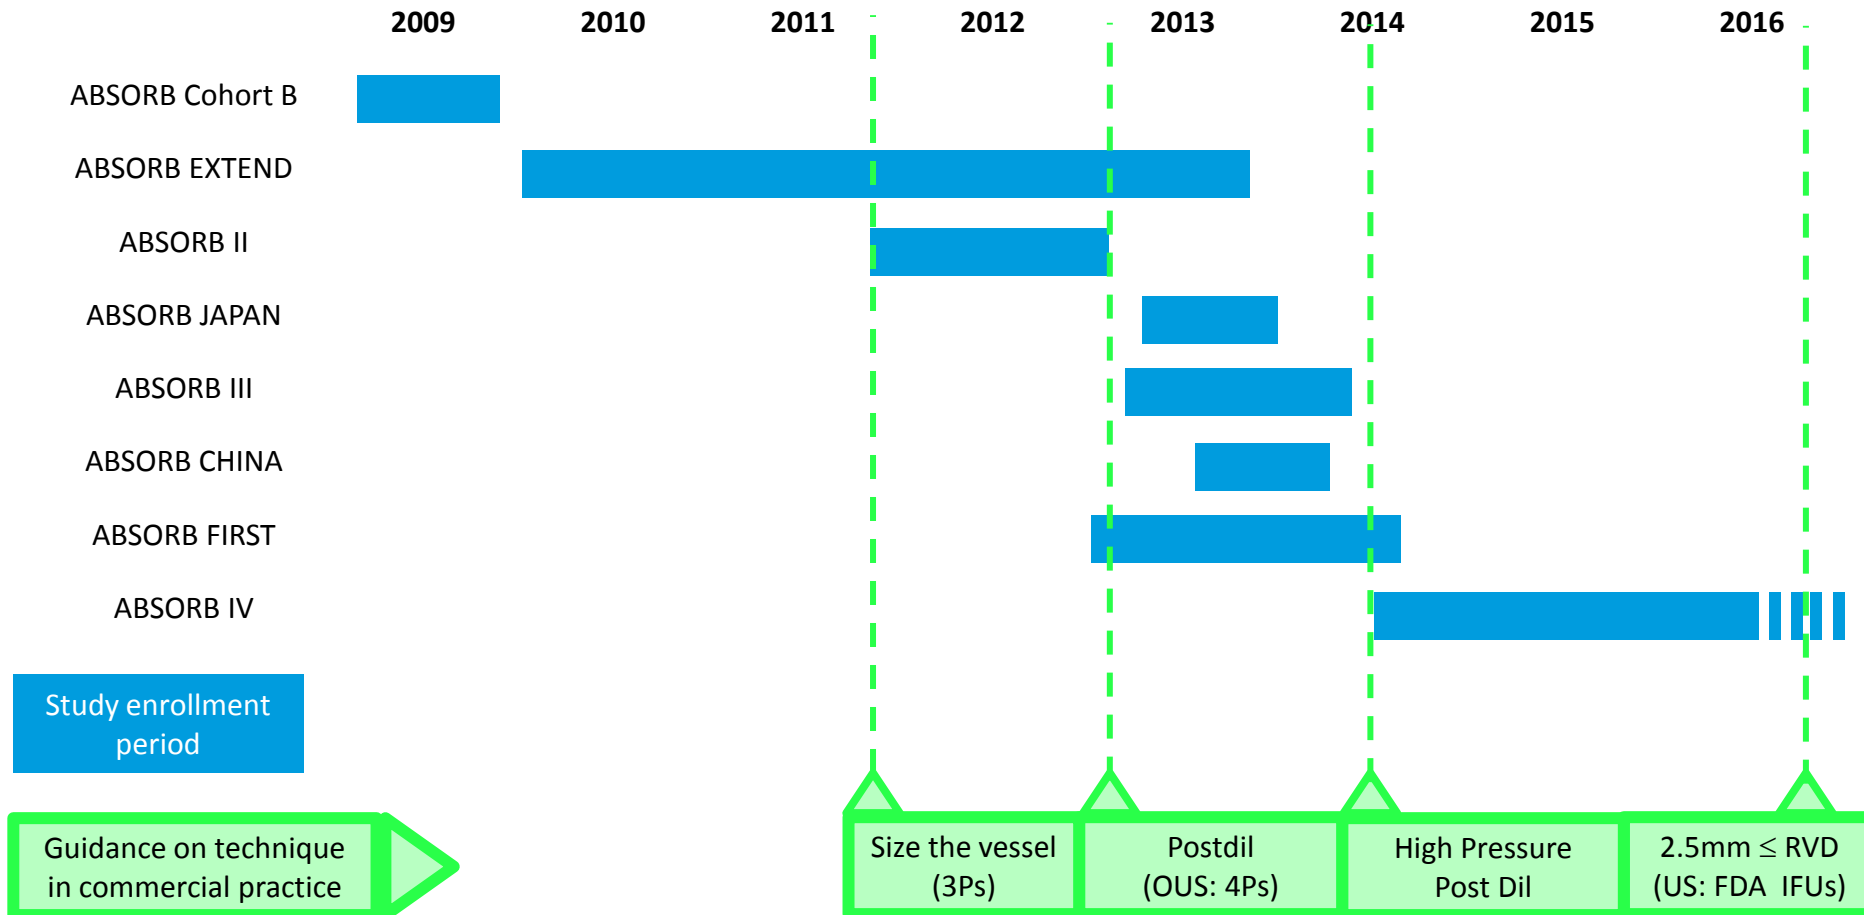 2009 2010 2011 2012 2013 2014 2015 2016
ABSORB Cohort B
ABSORB EXTEND
ABSORB II
ABSORB JAPAN
ABSORB III
ABSORB CHINA
ABSORB FIRST
ABSORB IV
Study enrollment
period
Guidance on technique
in commercial practice
Size the vessel
(3Ps)
Postdil
(OUS: 4Ps)
High Pressure
Post Dil
2.5mm ≤ RVD
(US: FDA IFUs)